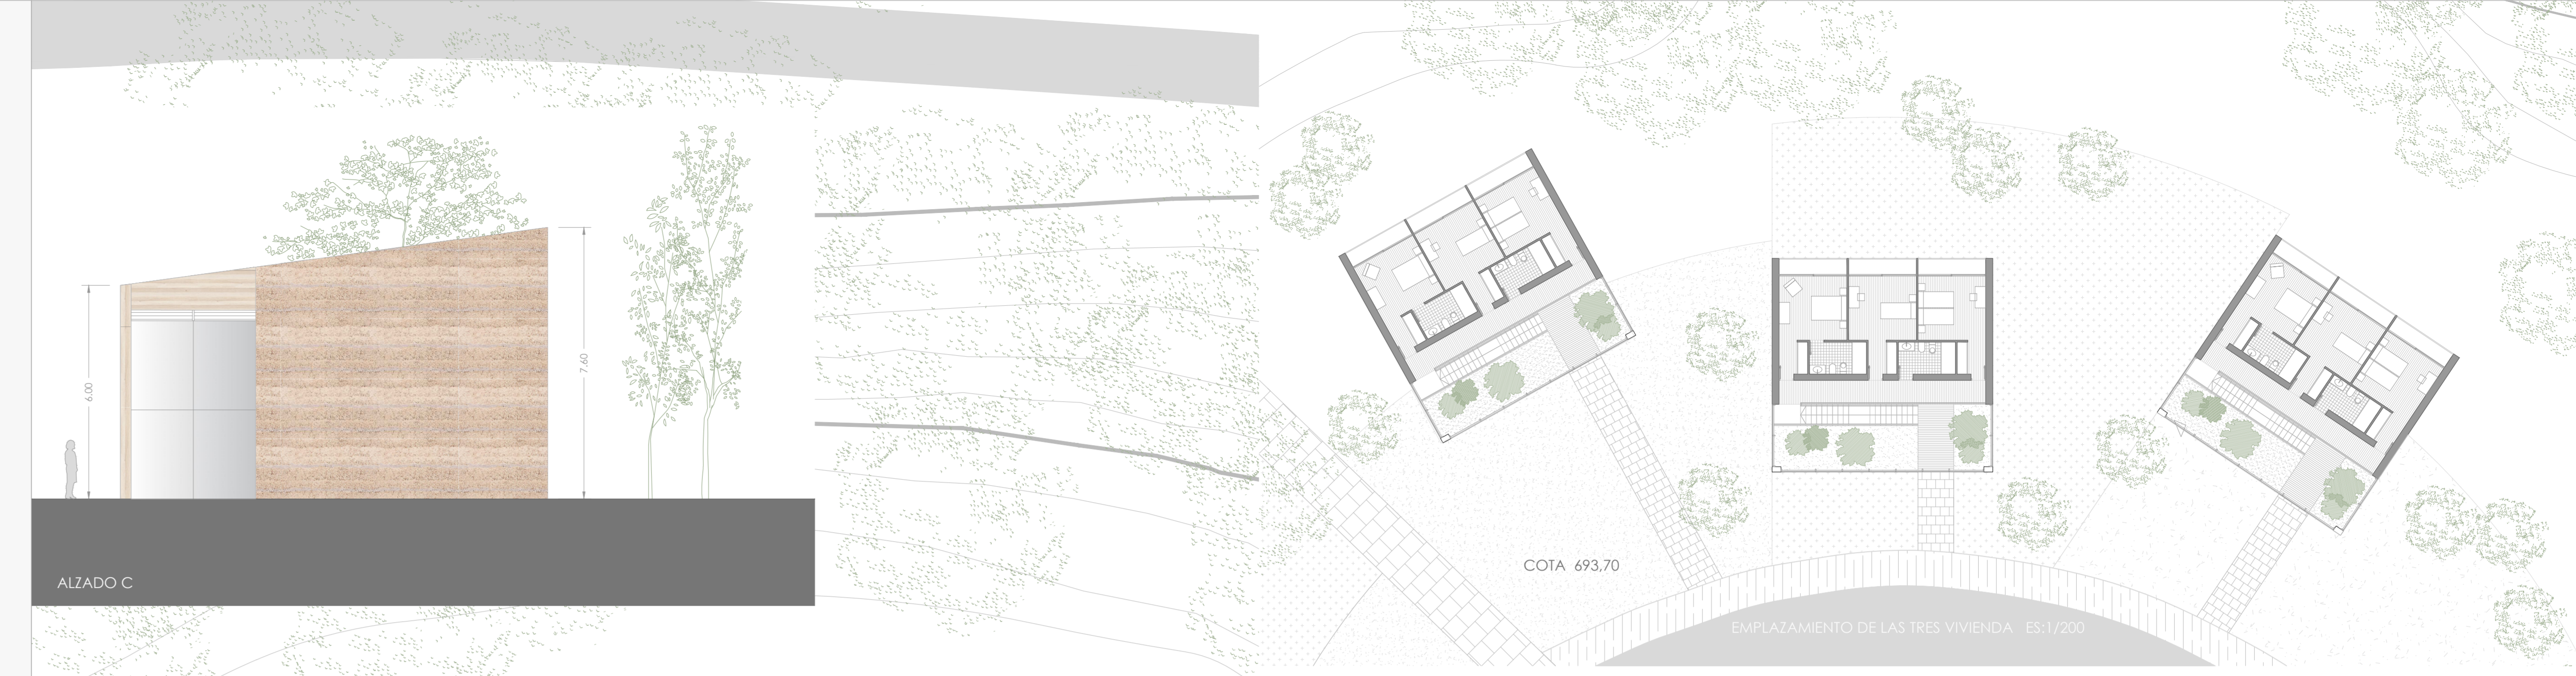 6.00
7.60
ALZADO C
COTA 693,70
EMPLAZAMIENTO DE LAS TRES VIVIENDA ES:1/200